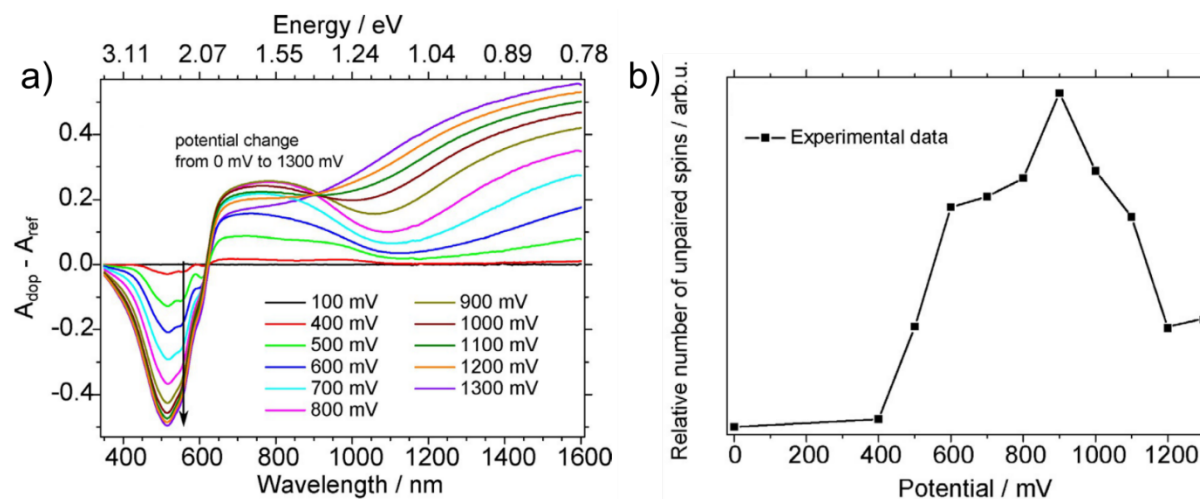 a)
Energy / eV
3.11 2.07 1.55 1.24 1.04 0.89 0.78
A_dop - A_ref
0.4
0.2
0.0
-0.2
-0.4
potential change
from 0 mV to 1300 mV
100 mV
400 mV
500 mV
600 mV
700 mV
800 mV
900 mV
1000 mV
1100 mV
1200 mV
1300 mV
400 600 800 1000 1200 1400 1600
Wavelength / nm
b)
Relative number of unpaired spins / arb.u.
Experimental data
0 200 400 600 800 1000 1200
Potential / mV